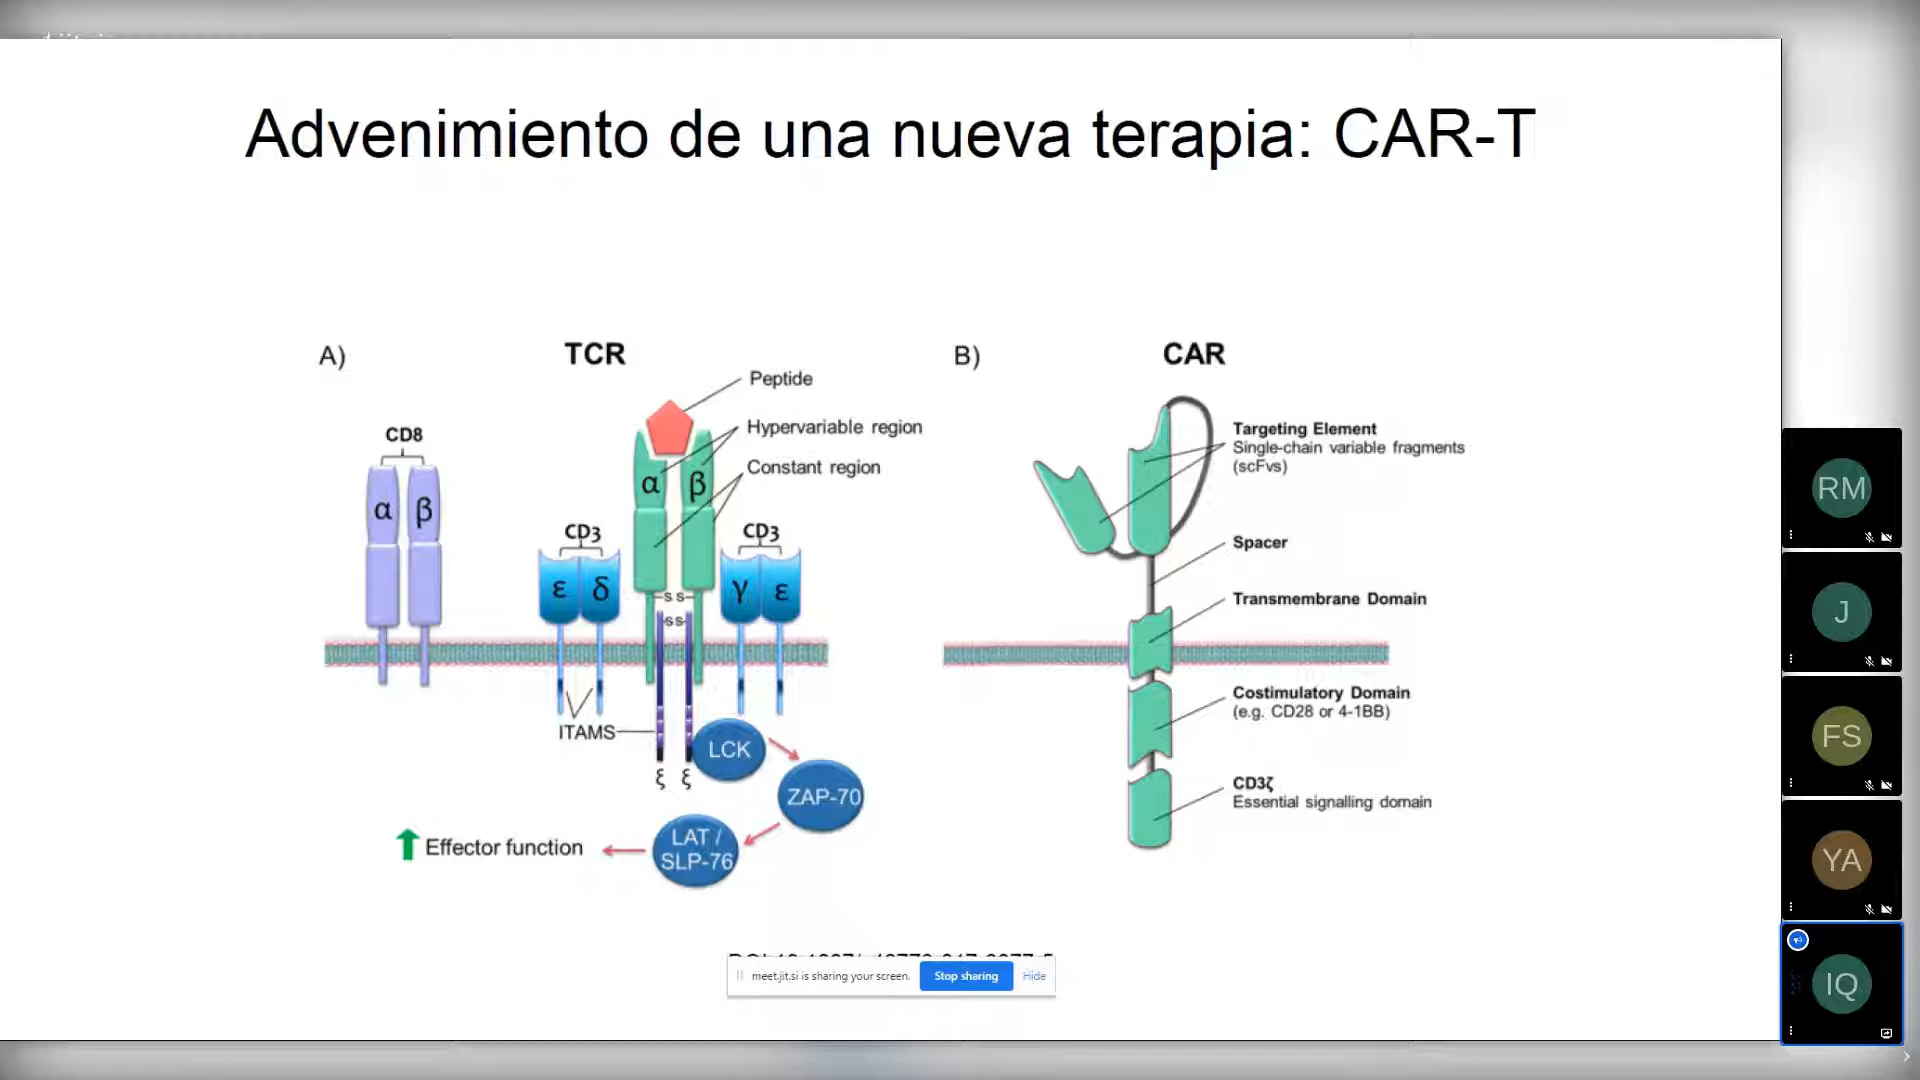 Advenimiento de una nueva terapia: CAR-T
A)
TCR
Peptide
Hypervariable region
Constant region
CD8
α β
α β
CD3
CD3
ε δ
γ ε
S S
SS
ITAMS
ξ ξ
LCK
ZAP-70
LAT /
SLP-76
Effector function
B)
CAR
Targeting Element
Single-chain variable fragments
(scFvs)
Spacer
Transmembrane Domain
Costimulatory Domain
(e.g. CD28 or 4-1BB)
CD3ζ
Essential signalling domain
meet.jit.si is sharing your screen.
Stop sharing
Hide
RM
J
FS
YA
IQ